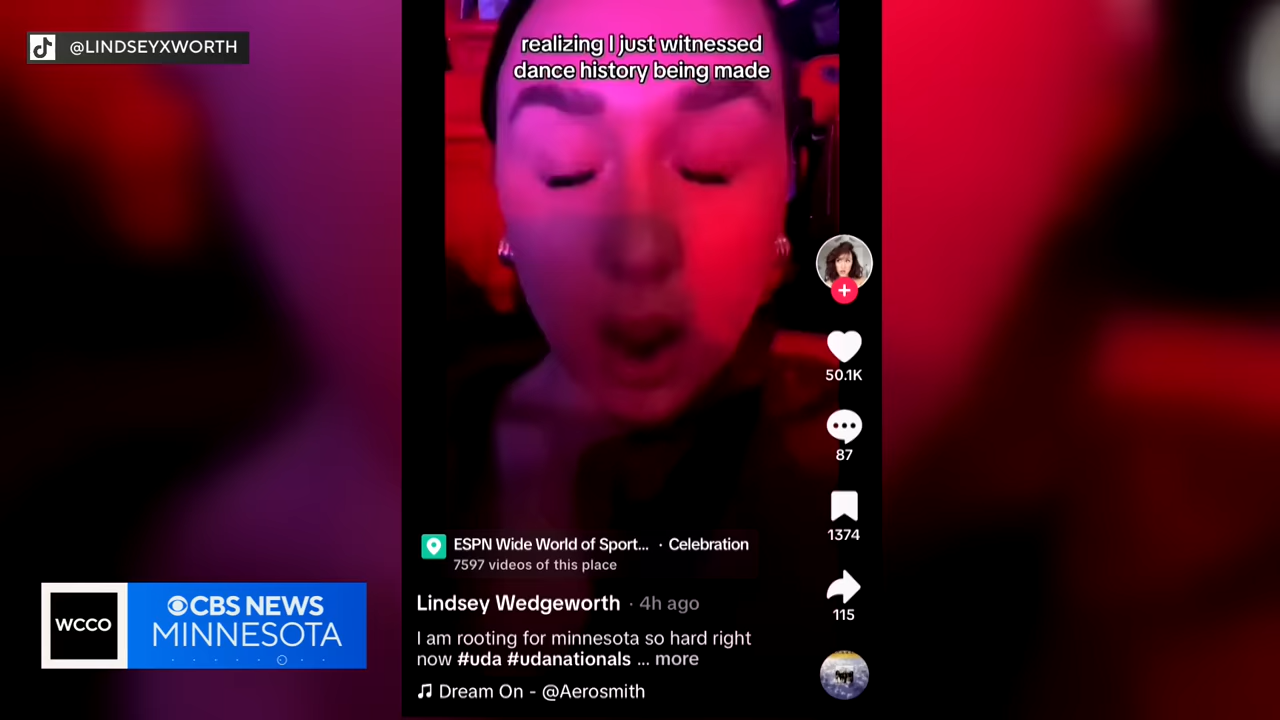 @LINDSEYXWORTH
realizing I just witnessed
dance history being made
50.1K
87
1374
115
ESPN Wide World of Sport... · Celebration
7597 videos of this place
Lindsey Wedgeworth · 4h ago
I am rooting for minnesota so hard right
now #uda #udanationals ... more
Dream On - @Aerosmith
WCCO
CBS NEWS
MINNESOTA